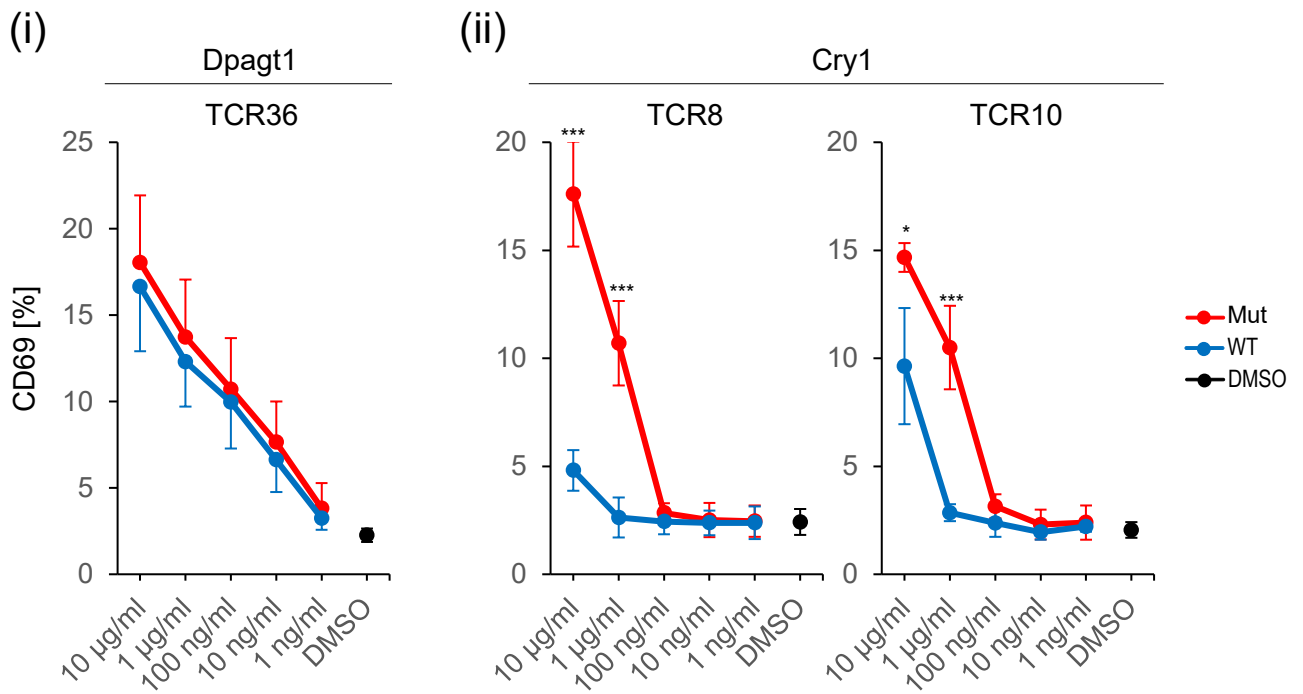 (i)
(ii)
Dpagt1
Cry1
TCR36
TCR8
TCR10
CD69 [%]
25
20
15
10
5
0
10 µg/ml
1 µg/ml
100 ng/ml
10 ng/ml
1 ng/ml
DMSO
20
15
10
5
0
***
***
10 µg/ml
1 µg/ml
100 ng/ml
10 ng/ml
1 ng/ml
DMSO
20
15
10
5
0
*
***
10 µg/ml
1 µg/ml
100 ng/ml
10 ng/ml
1 ng/ml
DMSO
Mut
WT
DMSO